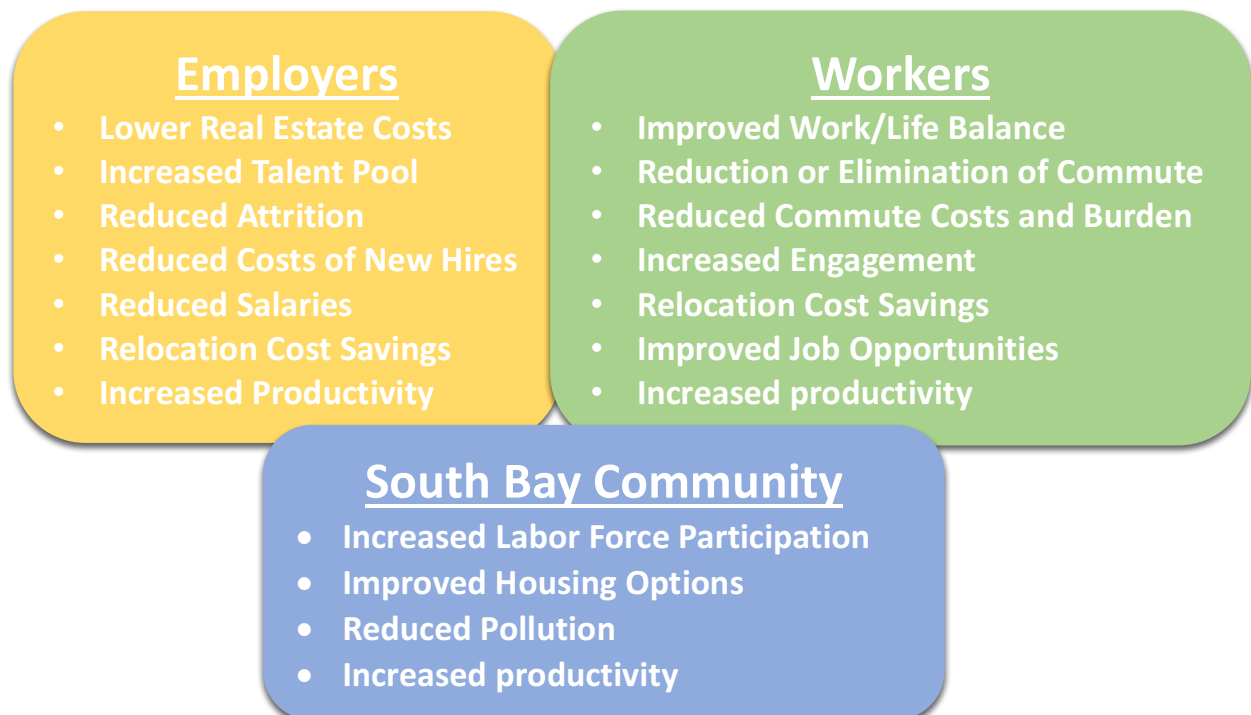 Employers
• Lower Real Estate Costs
• Increased Talent Pool
• Reduced Attrition
• Reduced Costs of New Hires
• Reduced Salaries
• Relocation Cost Savings
• Increased Productivity
Workers
• Improved Work/Life Balance
• Reduction or Elimination of Commute
• Reduced Commute Costs and Burden
• Increased Engagement
• Relocation Cost Savings
• Improved Job Opportunities
• Increased productivity
South Bay Community
• Increased Labor Force Participation
• Improved Housing Options
• Reduced Pollution
• Increased productivity